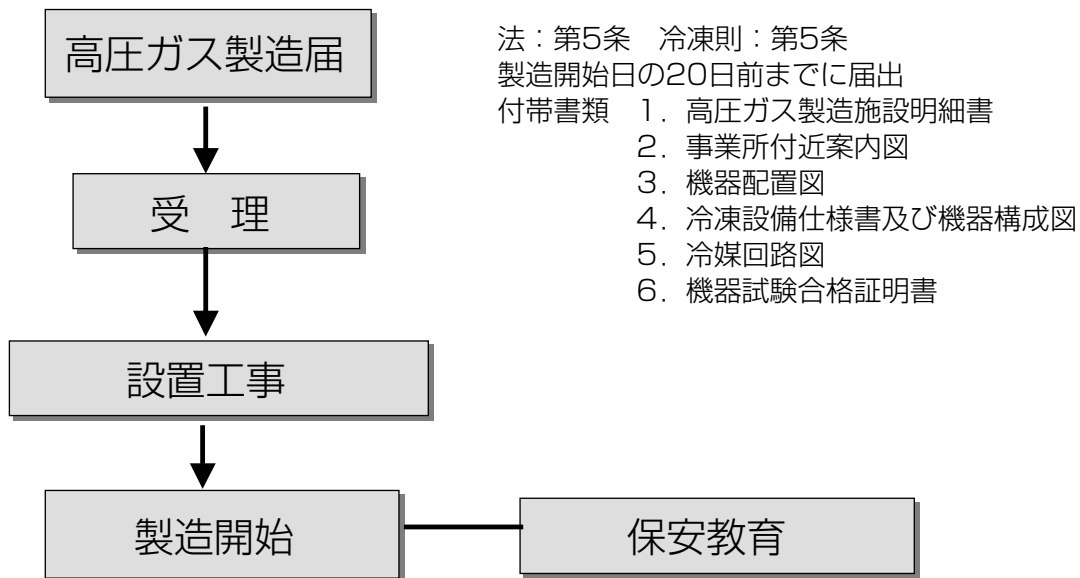 高圧ガス製造届
法：第5条　冷凍則：第5条
製造開始日の20日前までに届出
付帯書類　1．高圧ガス製造施設明細書
2．事業所付近案内図
3．機器配置図
4．冷凍設備仕様書及び機器構成図
5．冷媒回路図
6．機器試験合格証明書
受　理
設置工事
製造開始
保安教育